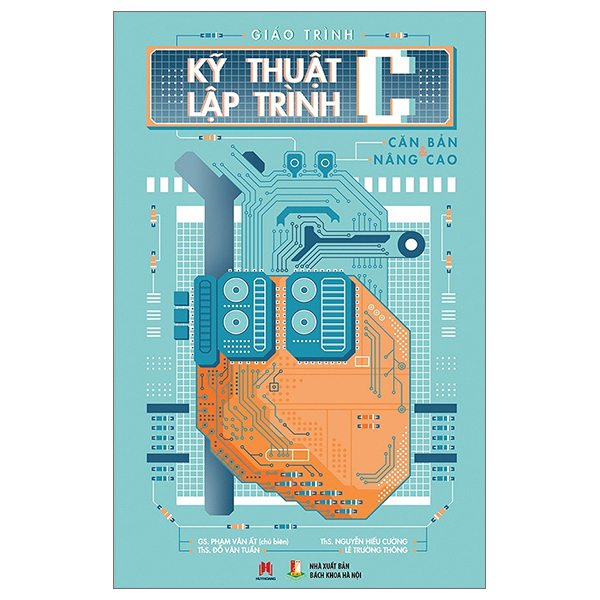 GIÁO TRÌNH
KỸ THUẬT
LẬP TRÌNH C
CĂN BẢN
&
NÂNG CAO
GS. PHẠM VĂN ẤT (chủ biên)
ThS. ĐỖ VĂN TUẤN
ThS. NGUYỄN HIẾU CƯỜNG
LÊ TRƯỜNG THÔNG
HUYHOANG
NHÀ XUẤT BẢN
BÁCH KHOA HÀ NỘI